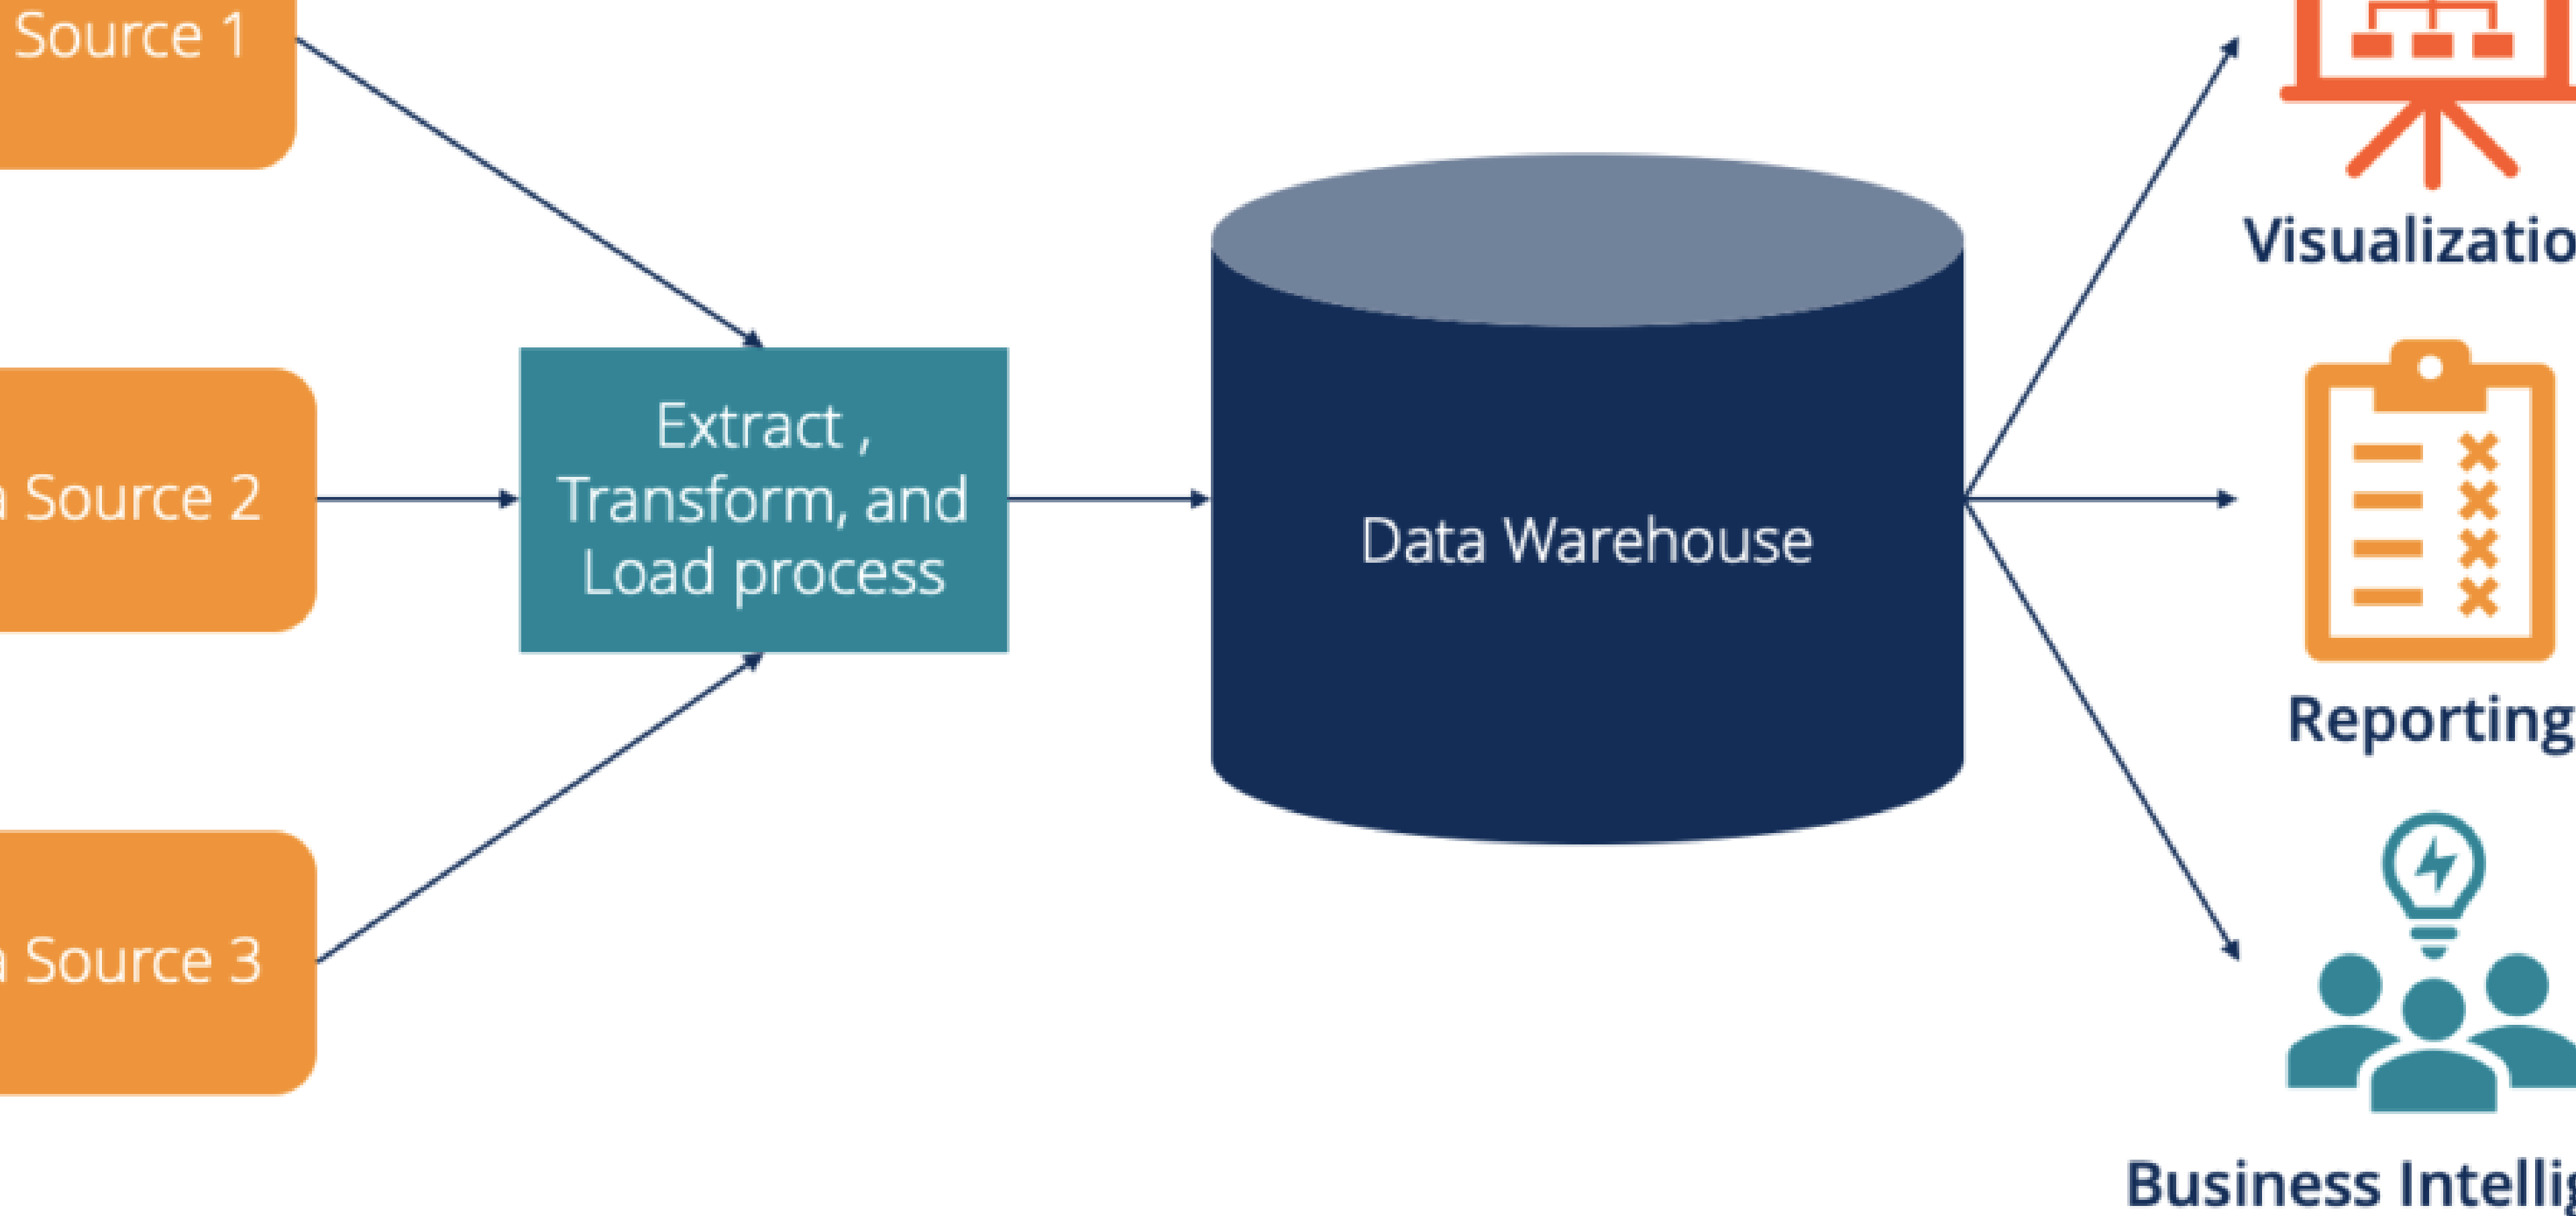 Source 1
Visualizatio
Extract ,
Transform, and
Load process
a Source 2
Data Warehouse
Reporting
a Source 3
Business Intellig